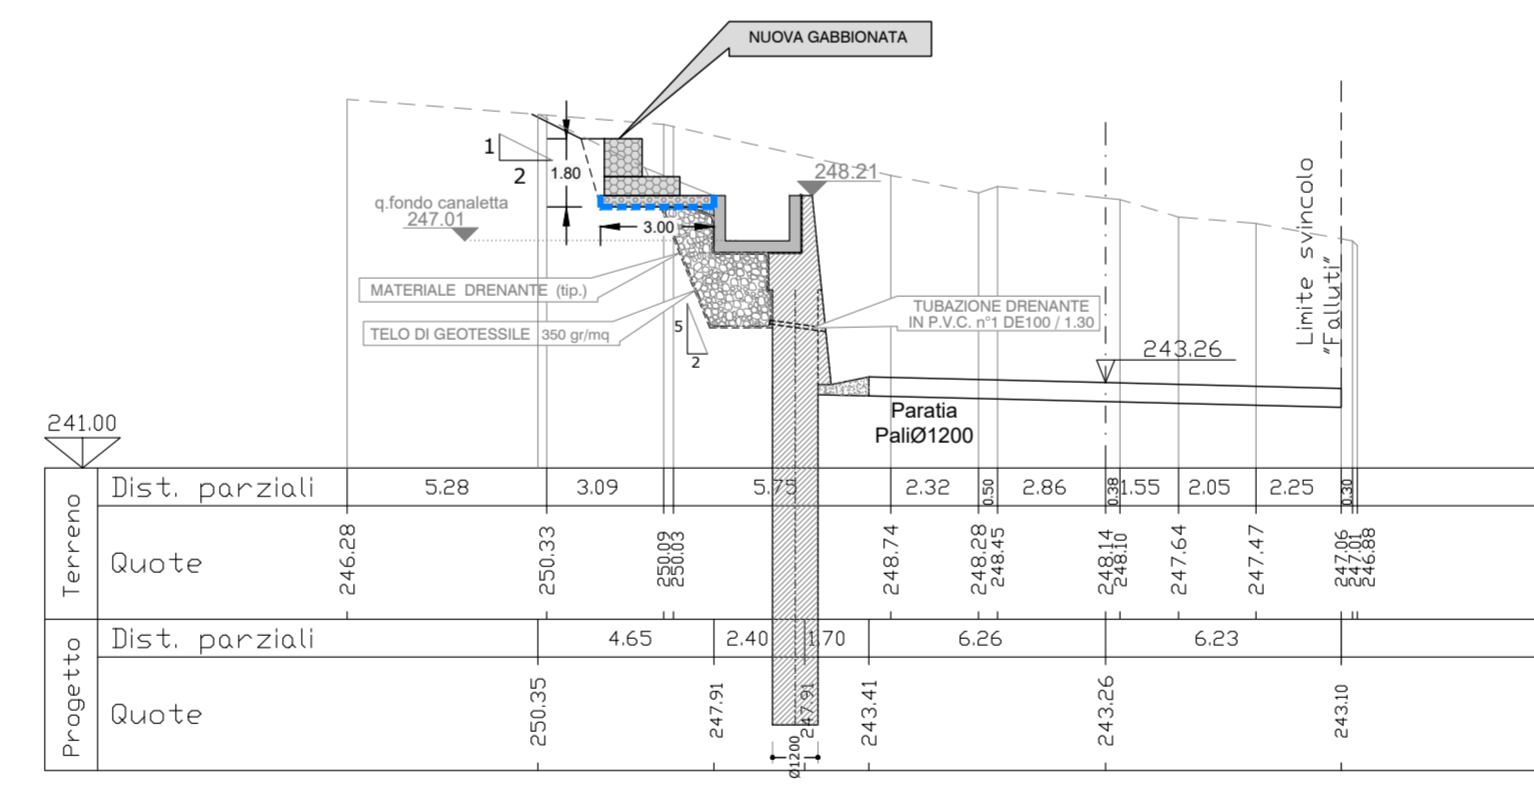 NUOVA GABBIONATA
1
2
1.80
248.21
q.fondo canaletta
247.01
3.00
Limite svincolo
"Falluti"
MATERIALE DRENANTE (tip.)
TUBAZIONE DRENANTE
IN P.V.C. n°1 DE100 / 1.30
TELO DI GEOTESSILE 350 gr/mq
5
2
243.26
Paratia
PaliØ1200
241.00
Terreno
Dist. parziali 5.28 3.09 5.75 2.32 0.50 2.86 0.38 1.55 2.05 2.25 0.30
Quote 246.28 250.33 250.09 250.03 248.74 248.28 248.45 248.14 248.10 247.64 247.47 247.06 247.01 246.88
Progetto
Dist. parziali 4.65 2.40 1.70 6.26 6.23
Quote 250.35 247.91 247.91 243.41 243.26 243.10
Ø1200